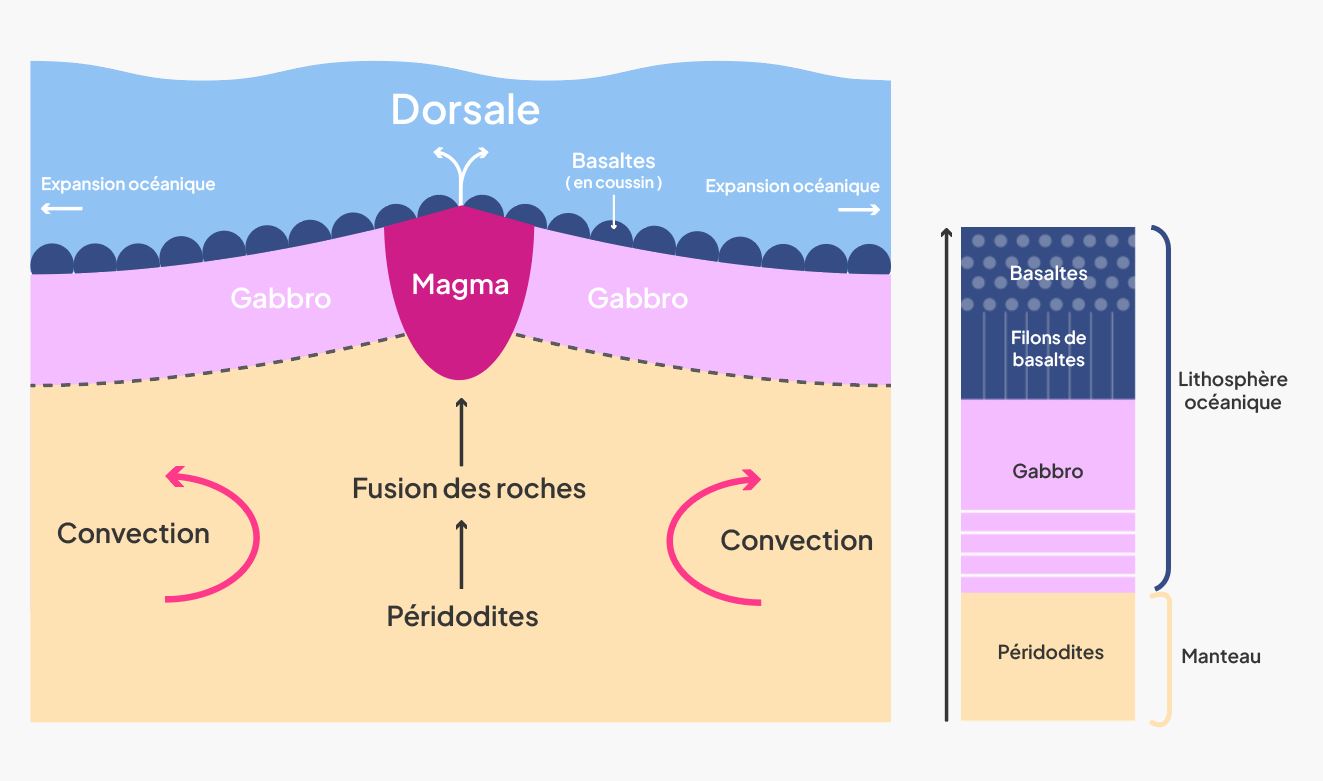 Dorsale
Expansion océanique
Basaltes
( en coussin )
Expansion océanique
Gabbro
Magma
Gabbro
Fusion des roches
Convection
Convection
Péridodites
Basaltes
Filons de
basaltes
Gabbro
Péridodites
Lithosphère
océanique
Manteau